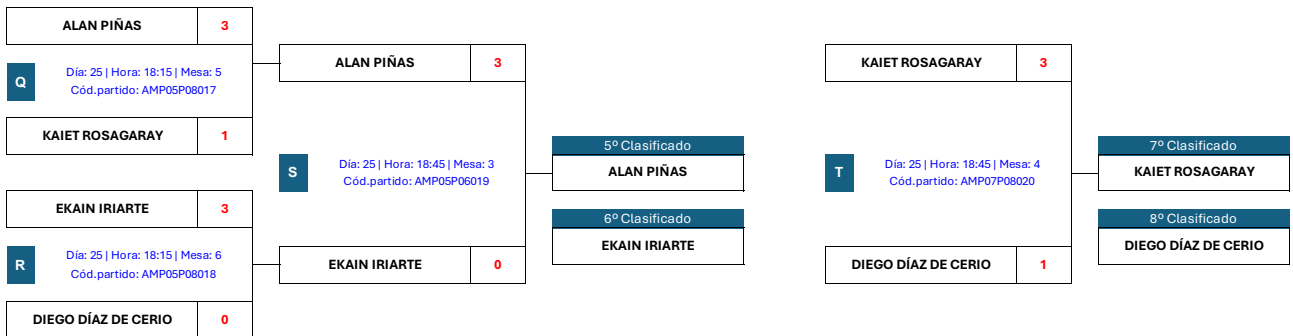 ALAN PIÑAS 3
Q
Día: 25 | Hora: 18:15 | Mesa: 5
Cód.partido: AMP05P08017
KAIET ROSAGARAY 1
EKAIN IRIARTE 3
R
Día: 25 | Hora: 18:15 | Mesa: 6
Cód.partido: AMP05P08018
DIEGO DÍAZ DE CERIO 0
ALAN PIÑAS 3
S
Día: 25 | Hora: 18:45 | Mesa: 3
Cód.partido: AMP05P06019
EKAIN IRIARTE 0
5º Clasificado
ALAN PIÑAS
6º Clasificado
EKAIN IRIARTE
KAIET ROSAGARAY 3
T
Día: 25 | Hora: 18:45 | Mesa: 4
Cód.partido: AMP07P08020
DIEGO DÍAZ DE CERIO 1
7º Clasificado
KAIET ROSAGARAY
8º Clasificado
DIEGO DÍAZ DE CERIO